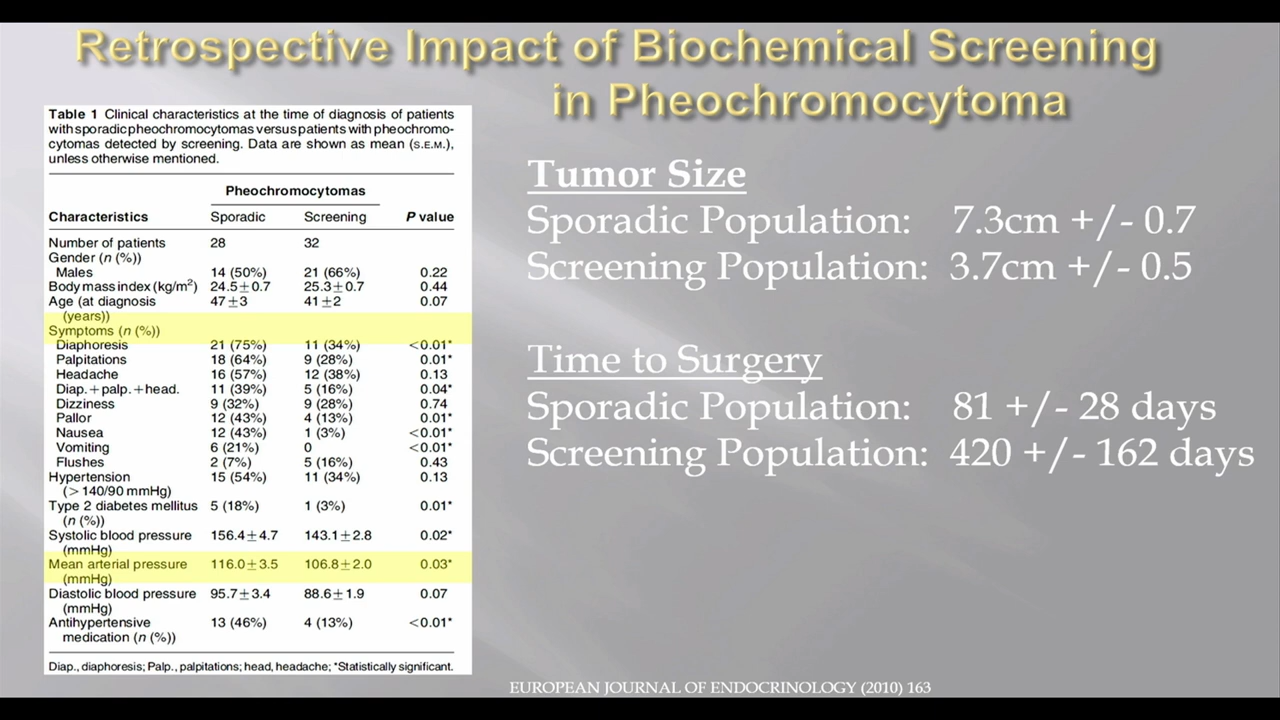 Retrospective Impact of Biochemical Screening
in Pheochromocytoma
Table 1 Clinical characteristics at the time of diagnosis of patients
with sporadic pheochromocytomas versus patients with pheochromo-
cytomas detected by screening. Data are shown as mean (S.E.M.),
unless otherwise mentioned.
Pheochromocytomas
Characteristics Sporadic Screening P value
Number of patients 28 32
Gender (n (%))
Males 14 (50%) 21 (66%) 0.22
Body mass index (kg/m²) 24.5±0.7 25.3±0.7 0.44
Age (at diagnosis 47±3 41±2 0.07
(years))
Symptoms (n (%))
Diaphoresis 21 (75%) 11 (34%) <0.01*
Palpitations 18 (64%) 9 (28%) 0.01*
Headache 16 (57%) 12 (38%) 0.13
Diap.+palp.+head. 11 (39%) 5 (16%) 0.04*
Dizziness 9 (32%) 9 (28%) 0.74
Pallor 12 (43%) 4 (13%) 0.01*
Nausea 12 (43%) 1 (3%) <0.01*
Vomiting 6 (21%) 0 <0.01*
Flushes 2 (7%) 5 (16%) 0.43
Hypertension 15 (54%) 11 (34%) 0.13
(>140/90 mmHg)
Type 2 diabetes mellitus 5 (18%) 1 (3%) 0.01*
(n (%))
Systolic blood pressure 156.4±4.7 143.1±2.8 0.02*
(mmHg)
Mean arterial pressure 116.0±3.5 106.8±2.0 0.03*
(mmHg)
Diastolic blood pressure 95.7±3.4 88.6±1.9 0.07
(mmHg)
Antihypertensive 13 (46%) 4 (13%) <0.01*
medication (n (%))
Diap., diaphoresis; Palp., palpitations; head, headache; *Statistically significant.
Tumor Size
Sporadic Population: 7.3cm +/- 0.7
Screening Population: 3.7cm +/- 0.5
Time to Surgery
Sporadic Population: 81 +/- 28 days
Screening Population: 420 +/- 162 days
EUROPEAN JOURNAL OF ENDOCRINOLOGY (2010) 163